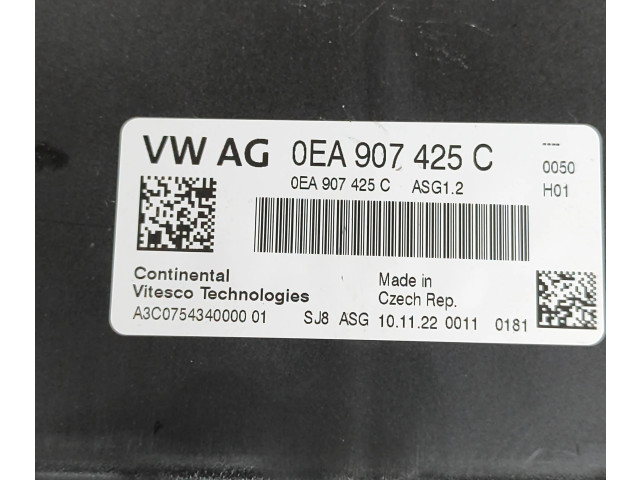 VW AG 0EA 907 425 C ----
0EA 907 425 C ASG1.2 0050
H01
Continental
Vitesco Technologies
Made in
Czech Rep.
A3C0754340000 01 SJ8 ASG 10.11.22 0011 0181